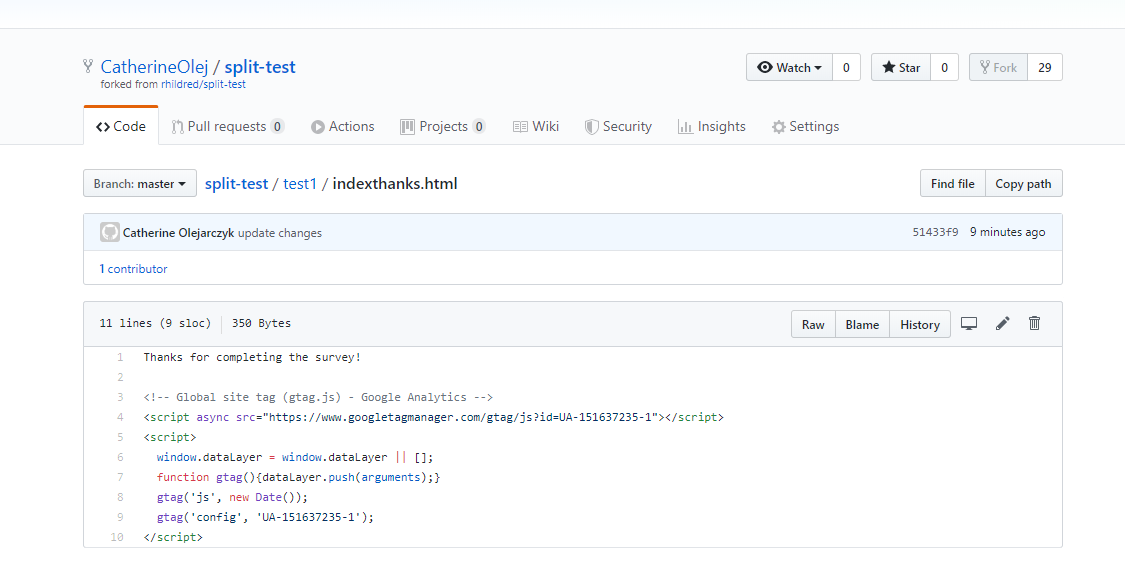 CatherineOlej / split-test
forked from rhildred/split-test
Watch 0 Star 0 Fork 29
Code Pull requests 0 Actions Projects 0 Wiki Security Insights Settings
Branch: master split-test / test1 / indexthanks.html Find file Copy path
Catherine Olejarczyk update changes 51433f9 9 minutes ago
1 contributor
11 lines (9 sloc) 350 Bytes Raw Blame History
1 Thanks for completing the survey!
2
3 <!-- Global site tag (gtag.js) - Google Analytics -->
4 <script async src="https://www.googletagmanager.com/gtag/js?id=UA-151637235-1"></script>
5 <script>
6 window.dataLayer = window.dataLayer || [];
7 function gtag(){dataLayer.push(arguments);}
8 gtag('js', new Date());
9 gtag('config', 'UA-151637235-1');
10 </script>